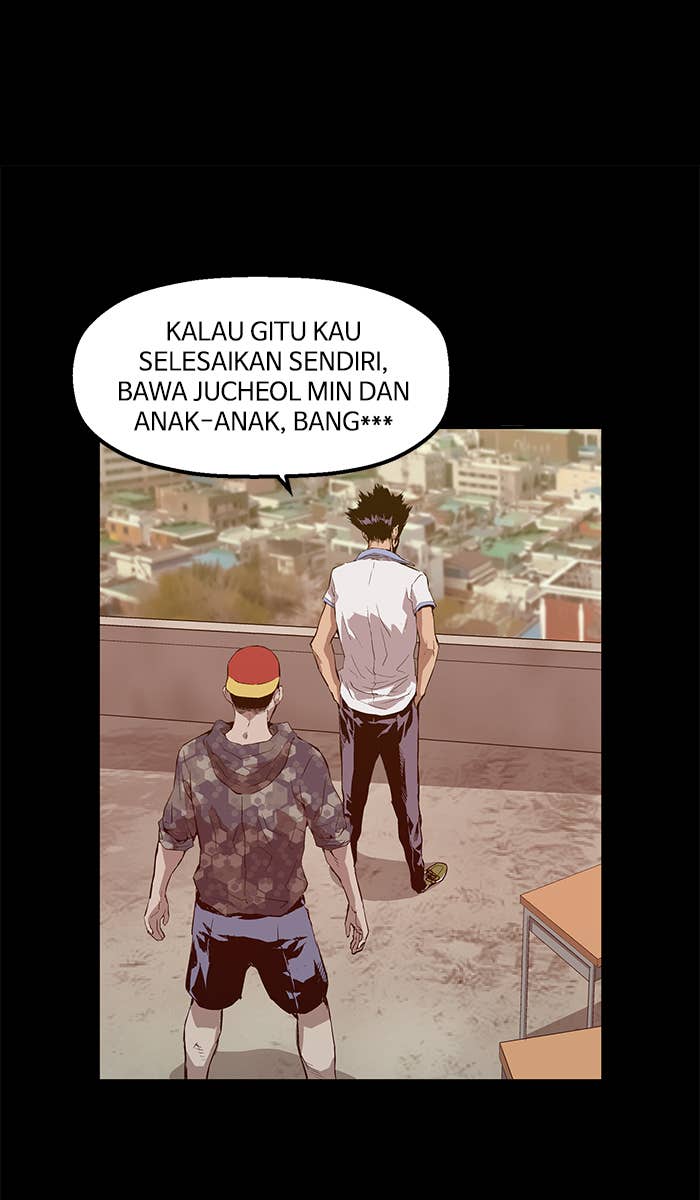 KALAU GITU KAU
SELESAIKAN SENDIRI,
BAWA JUCHEOL MIN DAN
ANAK-ANAK, BANG***